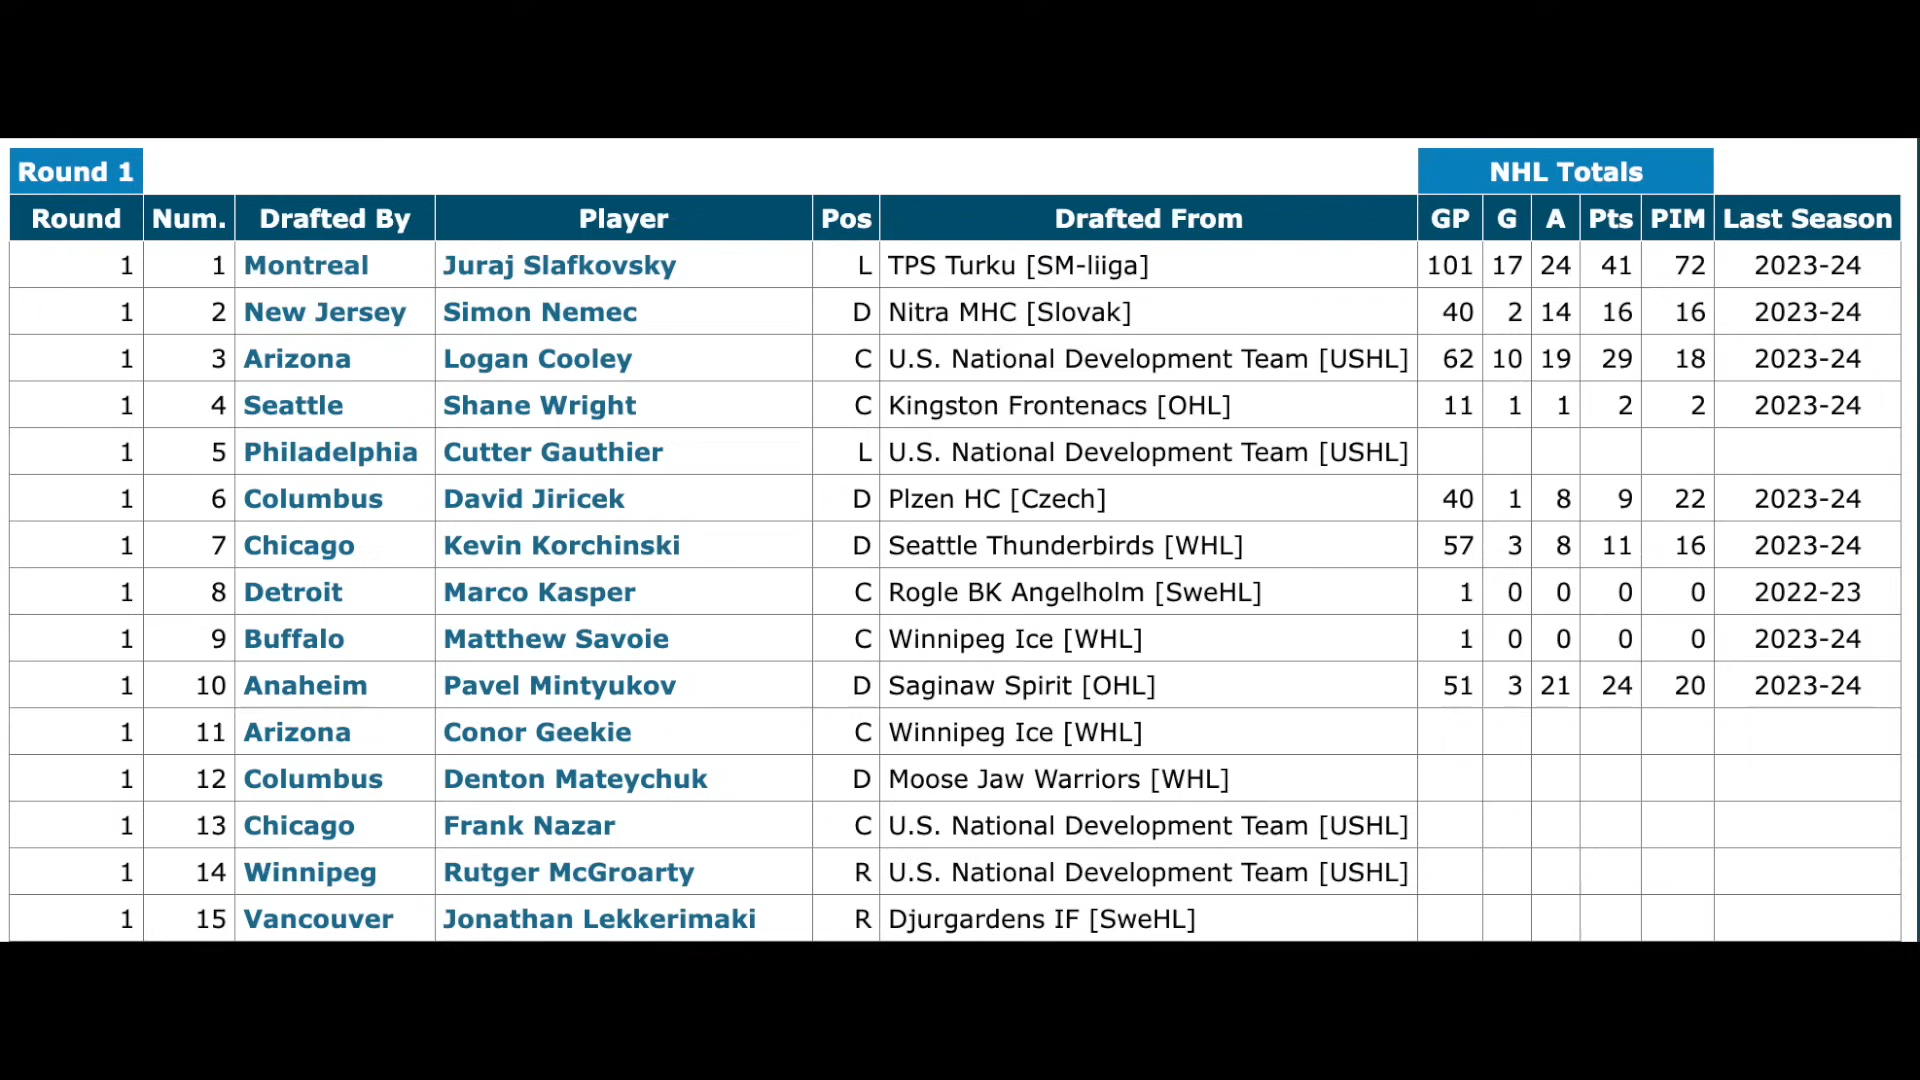 Round 1 NHL Totals
Round Num. Drafted By Player Pos Drafted From GP G A Pts PIM Last Season
1 1 Montreal Juraj Slafkovsky L TPS Turku [SM-liiga] 101 17 24 41 72 2023-24
1 2 New Jersey Simon Nemec D Nitra MHC [Slovak] 40 2 14 16 16 2023-24
1 3 Arizona Logan Cooley C U.S. National Development Team [USHL] 62 10 19 29 18 2023-24
1 4 Seattle Shane Wright C Kingston Frontenacs [OHL] 11 1 1 2 2 2023-24
1 5 Philadelphia Cutter Gauthier L U.S. National Development Team [USHL]
1 6 Columbus David Jiricek D Plzen HC [Czech] 40 1 8 9 22 2023-24
1 7 Chicago Kevin Korchinski D Seattle Thunderbirds [WHL] 57 3 8 11 16 2023-24
1 8 Detroit Marco Kasper C Rogle BK Angelholm [SweHL] 1 0 0 0 0 2022-23
1 9 Buffalo Matthew Savoie C Winnipeg Ice [WHL] 1 0 0 0 0 2023-24
1 10 Anaheim Pavel Mintyukov D Saginaw Spirit [OHL] 51 3 21 24 20 2023-24
1 11 Arizona Conor Geekie C Winnipeg Ice [WHL]
1 12 Columbus Denton Mateychuk D Moose Jaw Warriors [WHL]
1 13 Chicago Frank Nazar C U.S. National Development Team [USHL]
1 14 Winnipeg Rutger McGroarty R U.S. National Development Team [USHL]
1 15 Vancouver Jonathan Lekkerimaki R Djurgardens IF [SweHL]